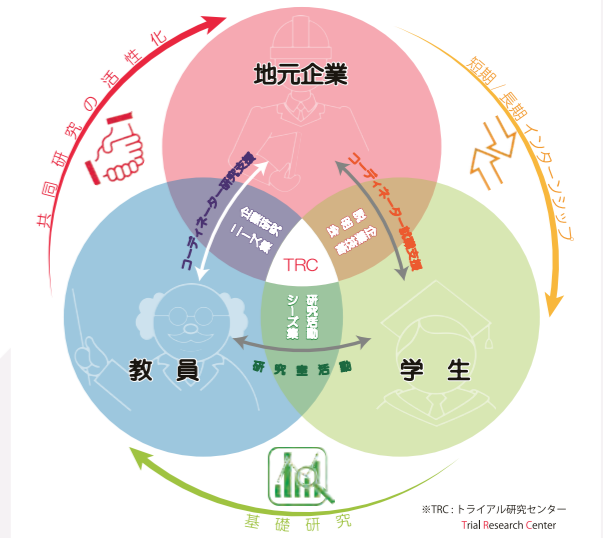 共同研究の活性化
地元企業
短期/長期インターンシップ
コーディネーター研究支援
コーディネーター就職支援
企業研究
ニーズ集
TRC
研究活動
シーズ集
教 員
研究室活動
学 生
基礎研究
※TRC : トライアル研究センター
Trial Research Center